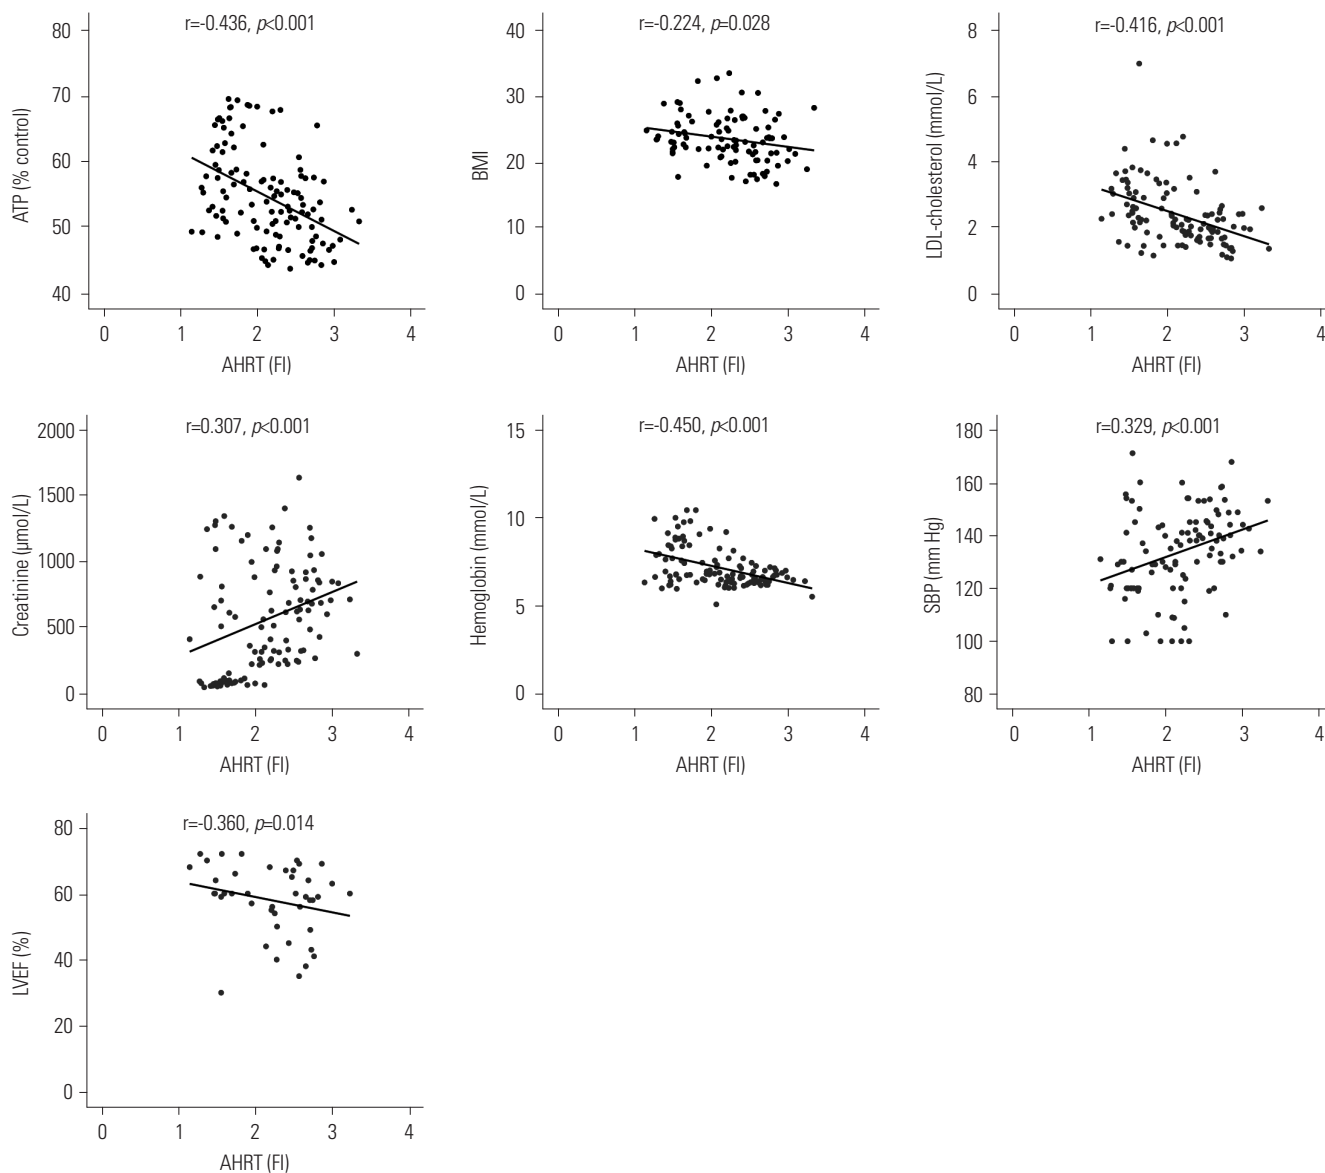 r=-0.436, p<0.001
80
70
60
50
40
ATP (% control)
0 1 2 3 4
AHRT (FI)
r=-0.224, p=0.028
40
30
20
10
0
BMI
0 1 2 3 4
AHRT (FI)
r=-0.416, p<0.001
8
6
4
2
0
LDL-cholesterol (mmol/L)
0 1 2 3 4
AHRT (FI)
r=0.307, p<0.001
2000
1500
1000
500
0
Creatinine (μmol/L)
0 1 2 3 4
AHRT (FI)
r=-0.450, p<0.001
15
10
5
0
Hemoglobin (mmol/L)
0 1 2 3 4
AHRT (FI)
r=0.329, p<0.001
180
160
140
120
100
80
SBP (mm Hg)
0 1 2 3 4
AHRT (FI)
r=-0.360, p=0.014
80
60
40
20
0
LVEF (%)
0 1 2 3 4
AHRT (FI)